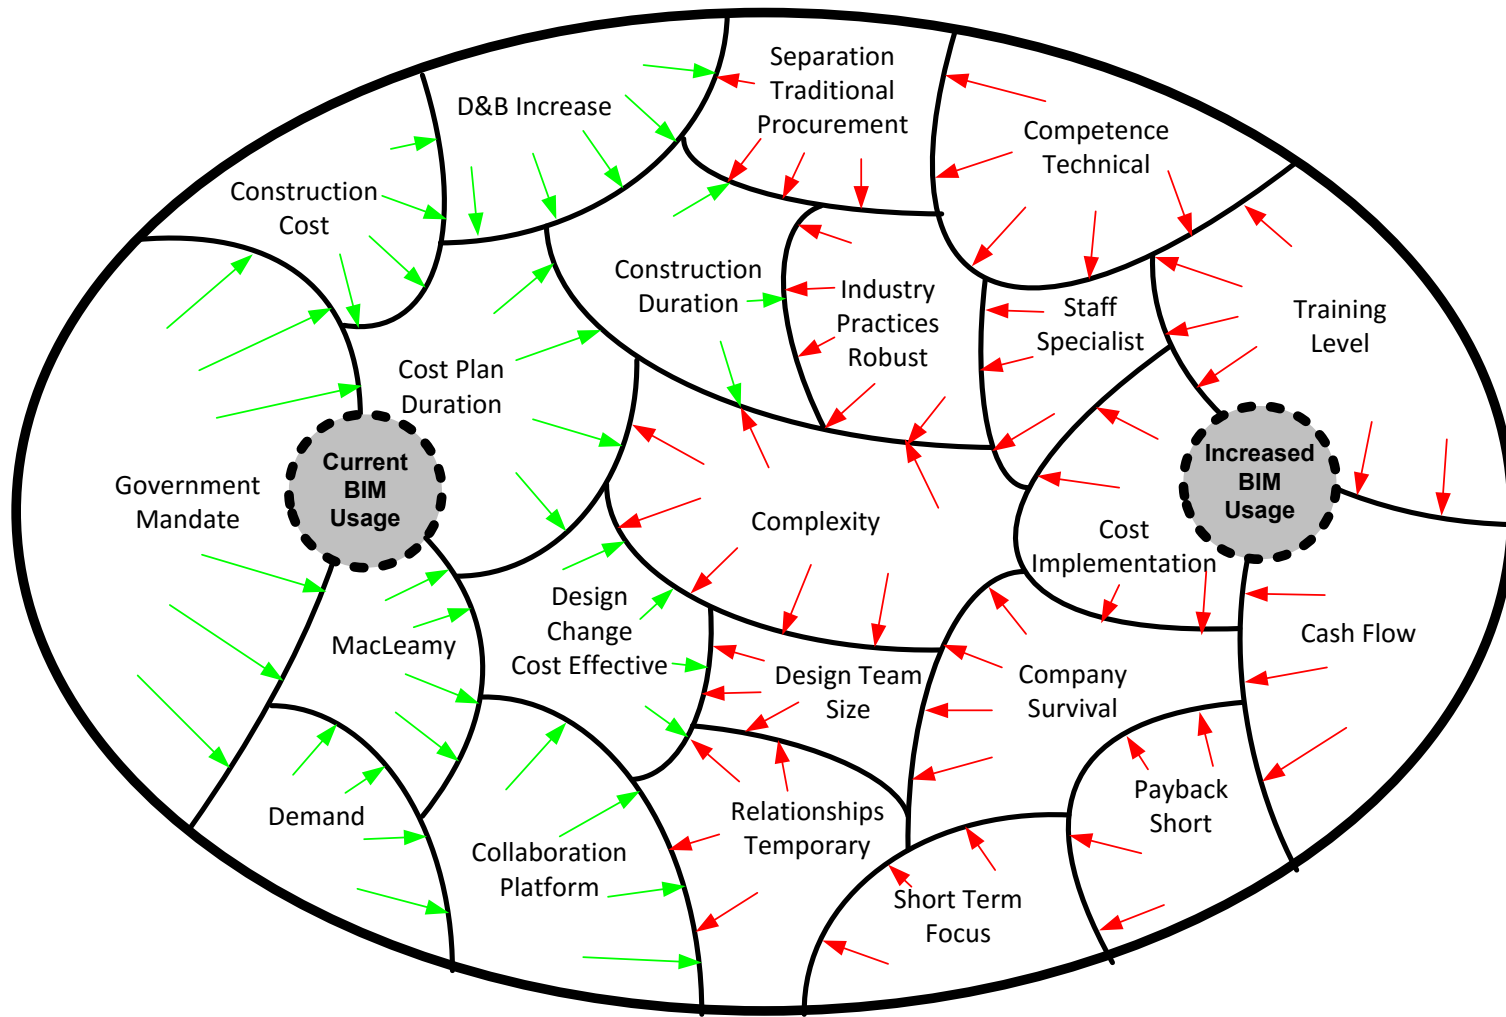 Separation
Traditional
Procurement
D&B Increase
Competence
Technical
Construction
Cost
Construction
Duration
Industry
Practices
Robust
Staff
Specialist
Training
Level
Cost Plan
Duration
Current
BIM
Usage
Government
Mandate
Increased
BIM
Usage
Complexity
Cost
Implementation
Design
Change
Cost Effective
MacLeamy
Cash Flow
Design Team
Size
Company
Survival
Payback
Short
Demand
Relationships
Temporary
Collaboration
Platform
Short Term
Focus